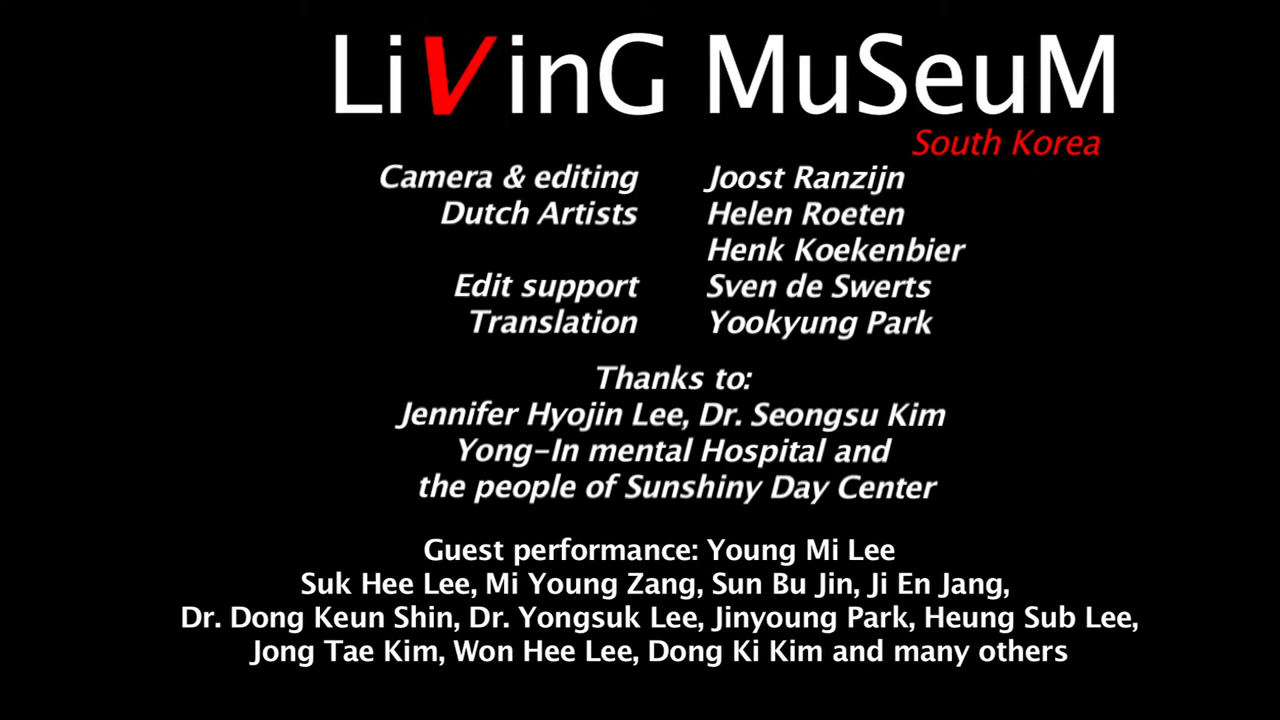 LiVinG MuSeuM
South Korea
Camera & editing Joost Ranzijn
Dutch Artists Helen Roeten
Henk Koekenbier
Edit support Sven de Swerts
Translation Yookyung Park
Thanks to:
Jennifer Hyojin Lee, Dr. Seongsu Kim
Yong-In mental Hospital and
the people of Sunshiny Day Center
Guest performance: Young Mi Lee
Suk Hee Lee, Mi Young Zang, Sun Bu Jin, Ji En Jang,
Dr. Dong Keun Shin, Dr. Yongsuk Lee, Jinyoung Park, Heung Sub Lee,
Jong Tae Kim, Won Hee Lee, Dong Ki Kim and many others